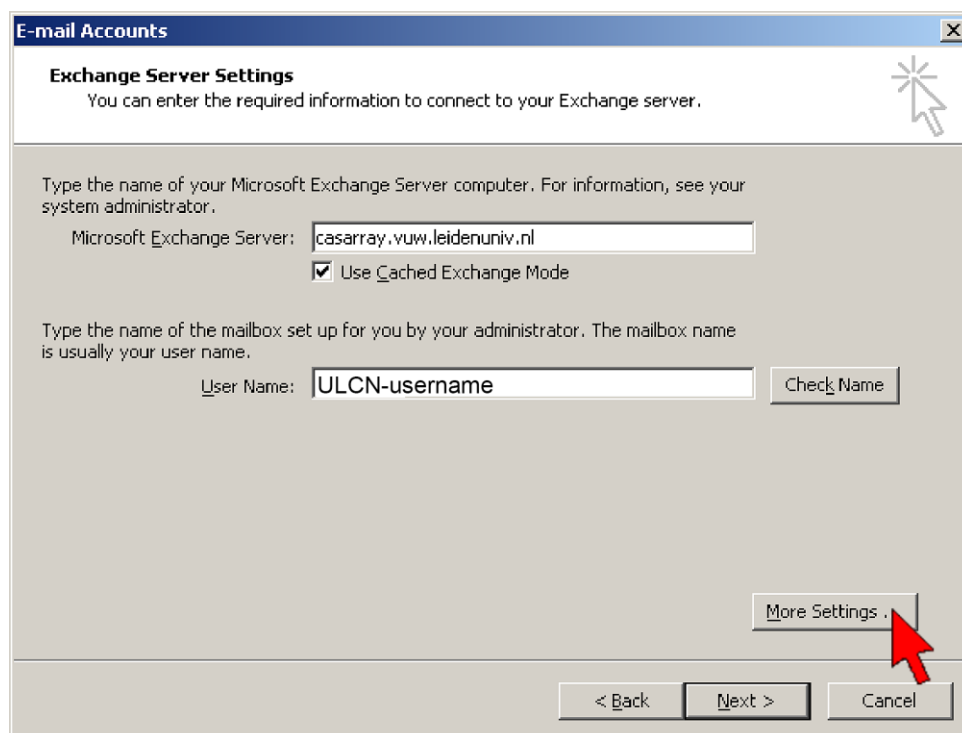 E-mail Accounts
Exchange Server Settings
You can enter the required information to connect to your Exchange server.
Type the name of your Microsoft Exchange Server computer. For information, see your
system administrator.
Microsoft Exchange Server: casarray.vuw.leidenuniv.nl
Use Cached Exchange Mode
Type the name of the mailbox set up for you by your administrator. The mailbox name
is usually your user name.
User Name: ULCN-username Check Name
More Settings .
< Back Next > Cancel